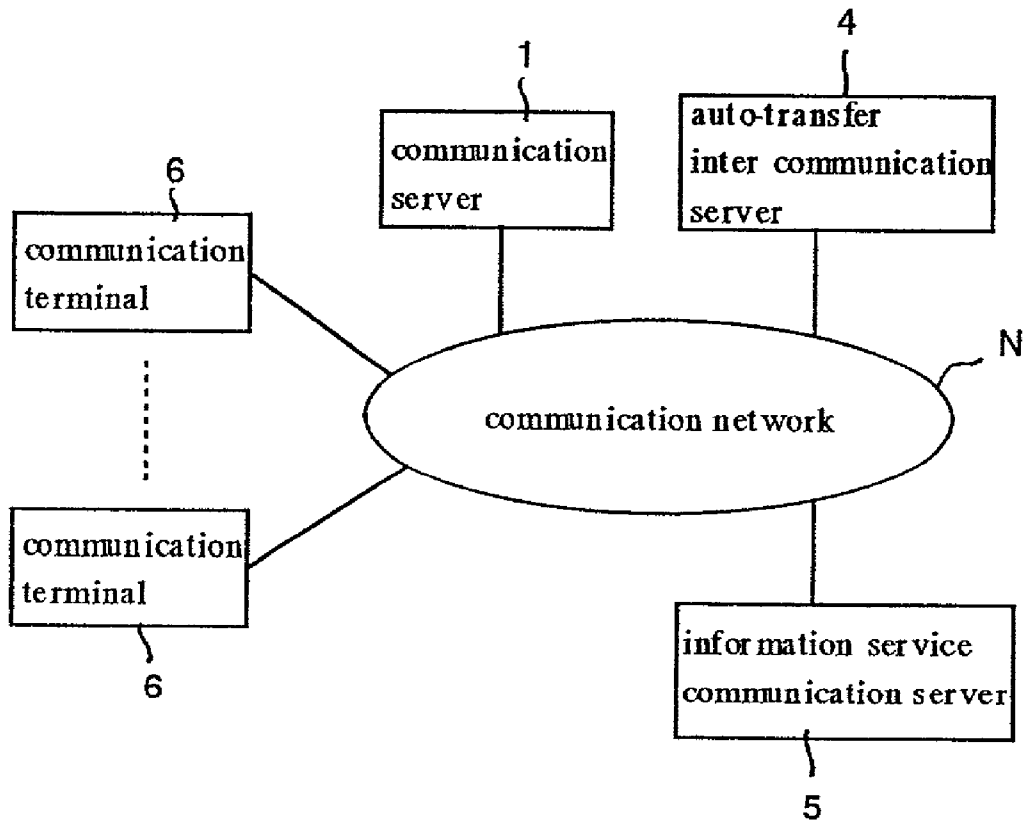 1
communication
server
4
auto-transfer
inter communication
server
6
communication
terminal
N
communication network
communication
terminal
6
information service
communication server
5